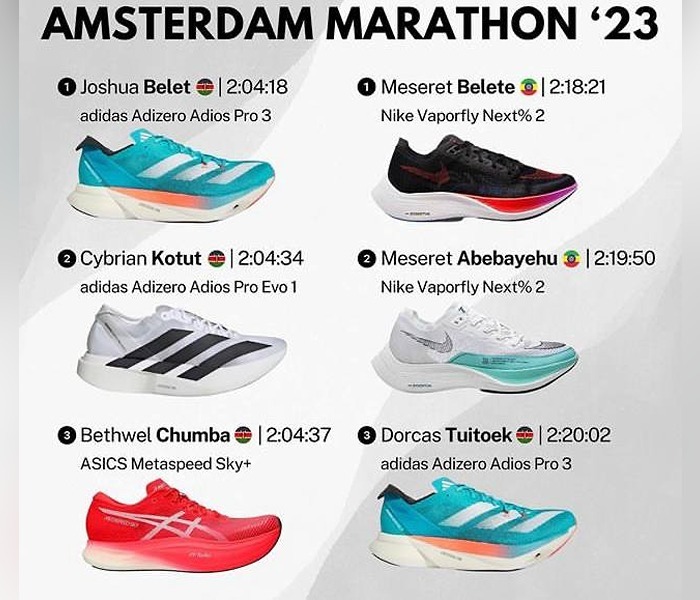 AMSTERDAM MARATHON ‘23
1 Joshua Belet | 2:04:18
adidas Adizero Adios Pro 3
2 Cybrian Kotut | 2:04:34
adidas Adizero Adios Pro Evo 1
3 Bethwel Chumba | 2:04:37
ASICS Metaspeed Sky+
1 Meseret Belete | 2:18:21
Nike Vaporfly Next% 2
2 Meseret Abebayehu | 2:19:50
Nike Vaporfly Next% 2
3 Dorcas Tuitoek | 2:20:02
adidas Adizero Adios Pro 3